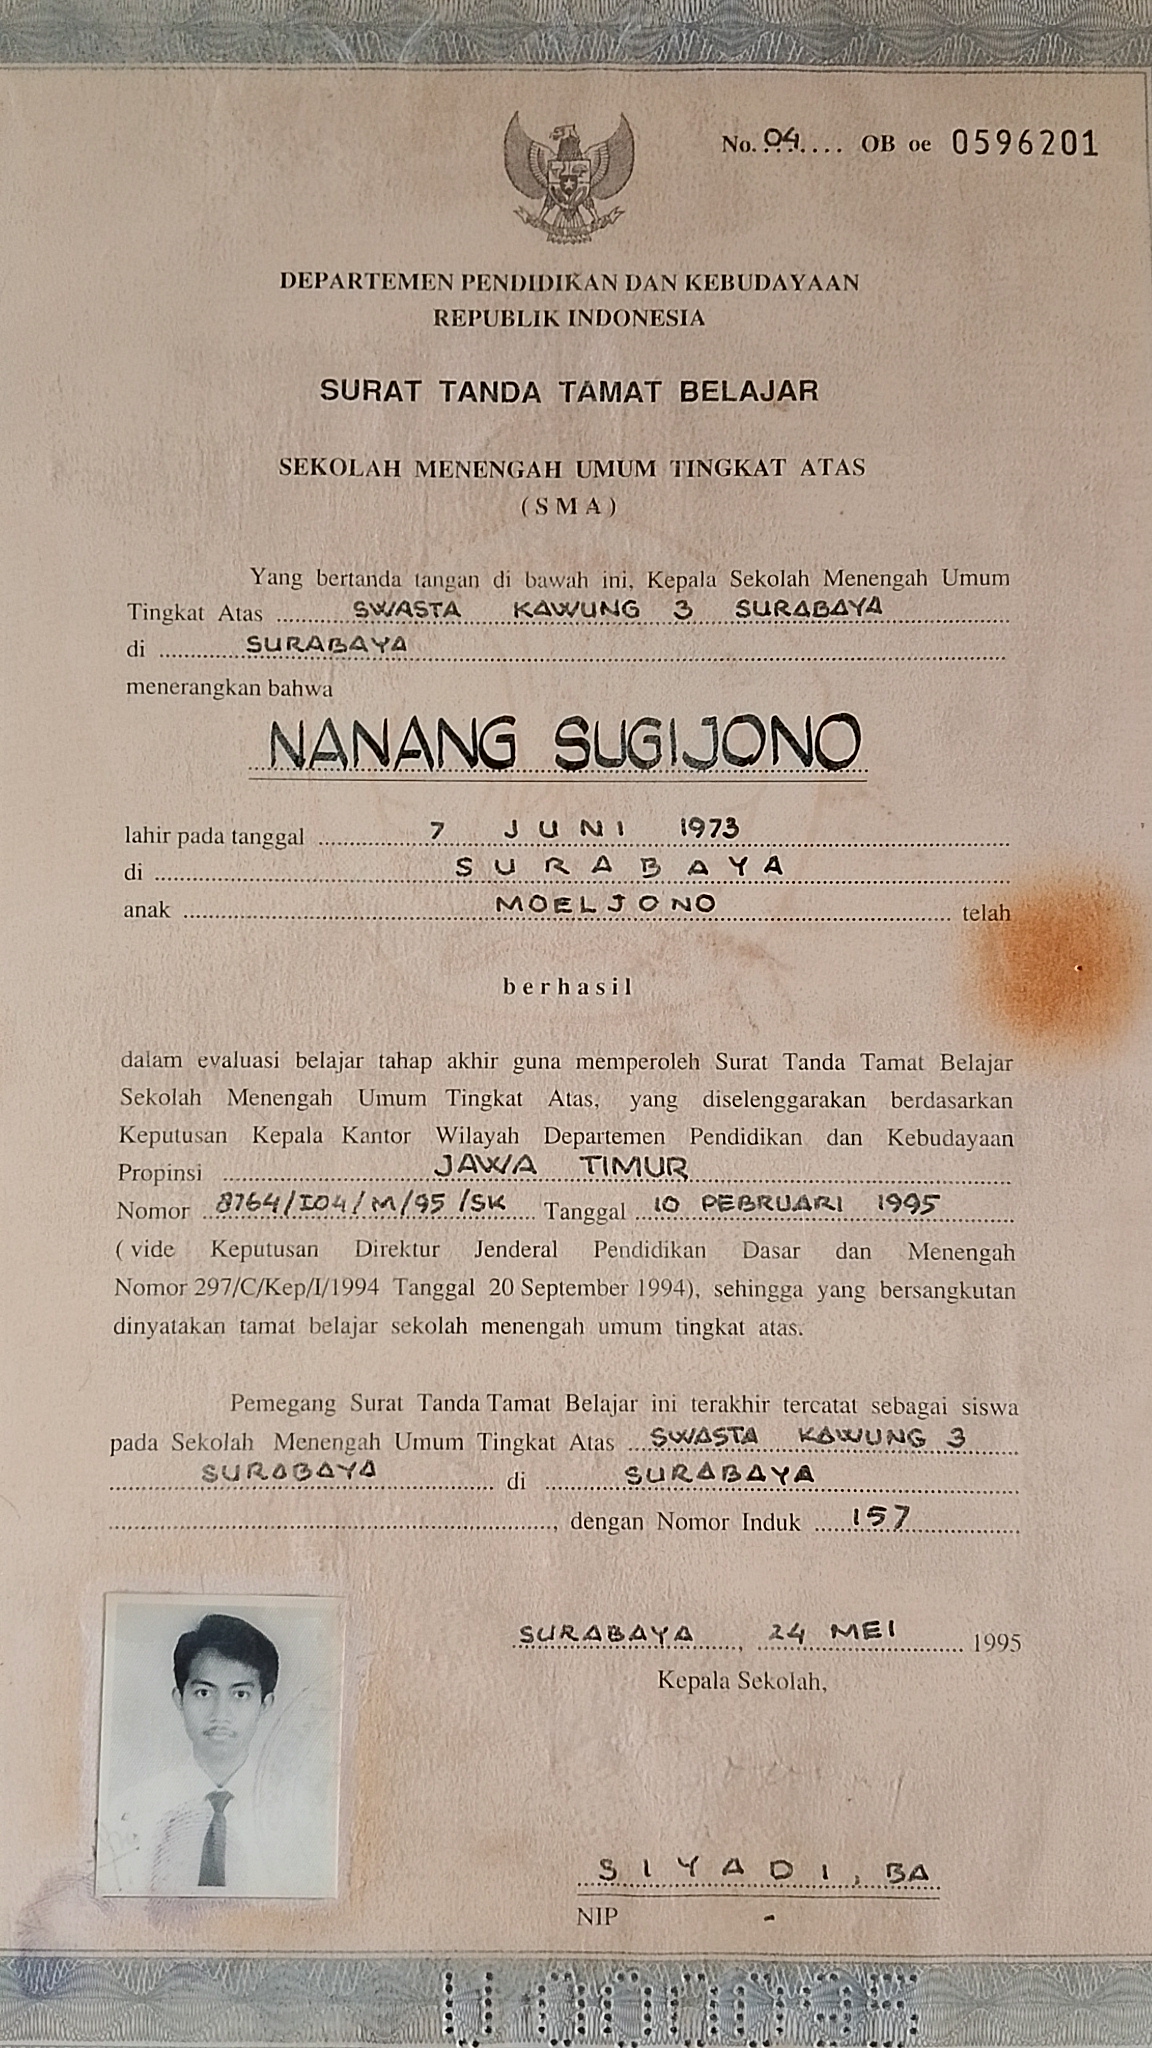 No. 04.... OB oe 0596201
DEPARTEMEN PENDIDIKAN DAN KEBUDAYAAN
REPUBLIK INDONESIA
SURAT TANDA TAMAT BELAJAR
SEKOLAH MENENGAH UMUM TINGKAT ATAS
( S M A )
Yang bertanda tangan di bawah ini, Kepala Sekolah Menengah Umum
Tingkat Atas SWASTA KAWUNG 3 SURABAYA
di SURABAYA
menerangkan bahwa
NANANG SUGIJONO
lahir pada tanggal 7 JUNI 1973
di SURABAYA
anak MOELJONO telah
berhasil
dalam evaluasi belajar tahap akhir guna memperoleh Surat Tanda Tamat Belajar
Sekolah Menengah Umum Tingkat Atas, yang diselenggarakan berdasarkan
Keputusan Kepala Kantor Wilayah Departemen Pendidikan dan Kebudayaan
Propinsi JAWA TIMUR
Nomor 8764/I04/M/95/SK Tanggal 10 PEBRUARI 1995
( vide Keputusan Direktur Jenderal Pendidikan Dasar dan Menengah
Nomor 297/C/Kep/I/1994 Tanggal 20 September 1994), sehingga yang bersangkutan
dinyatakan tamat belajar sekolah menengah umum tingkat atas.
Pemegang Surat Tanda Tamat Belajar ini terakhir tercatat sebagai siswa
pada Sekolah Menengah Umum Tingkat Atas SWASTA KAWUNG 3
SURABAYA di SURABAYA
, dengan Nomor Induk 157
SURABAYA, 24 MEI 1995
Kepala Sekolah,
SIYADI, BA
NIP -